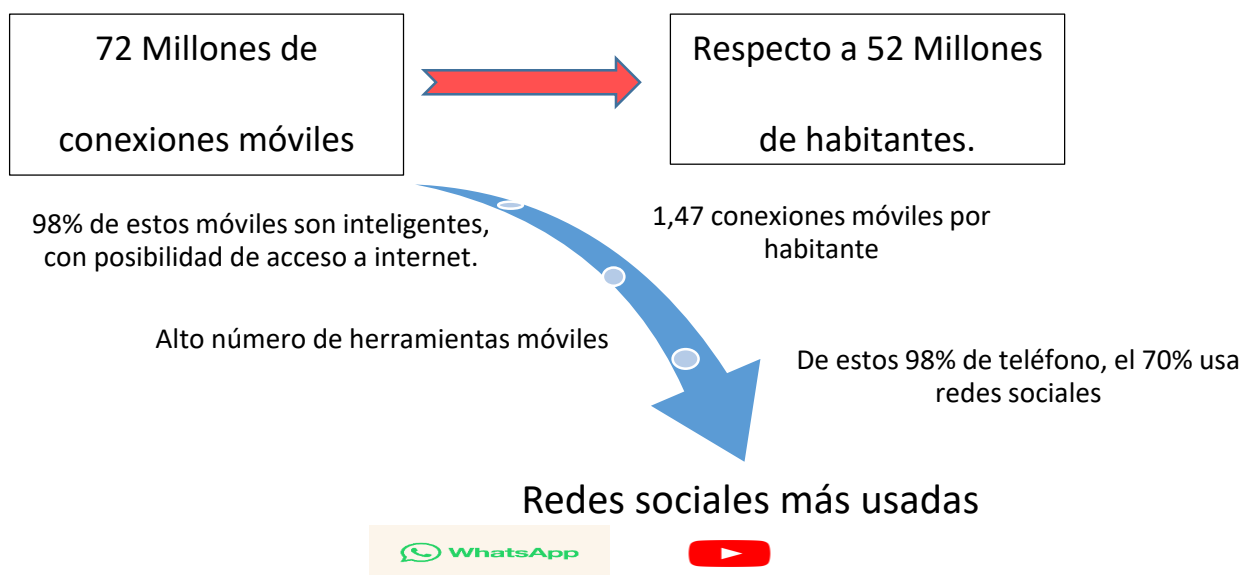 72 Millones de
conexiones móviles
Respecto a 52 Millones
de habitantes.
98% de estos móviles son inteligentes,
con posibilidad de acceso a internet.
1,47 conexiones móviles por
habitante
Alto número de herramientas móviles
De estos 98% de teléfono, el 70% usa
redes sociales
Redes sociales más usadas
WhatsApp